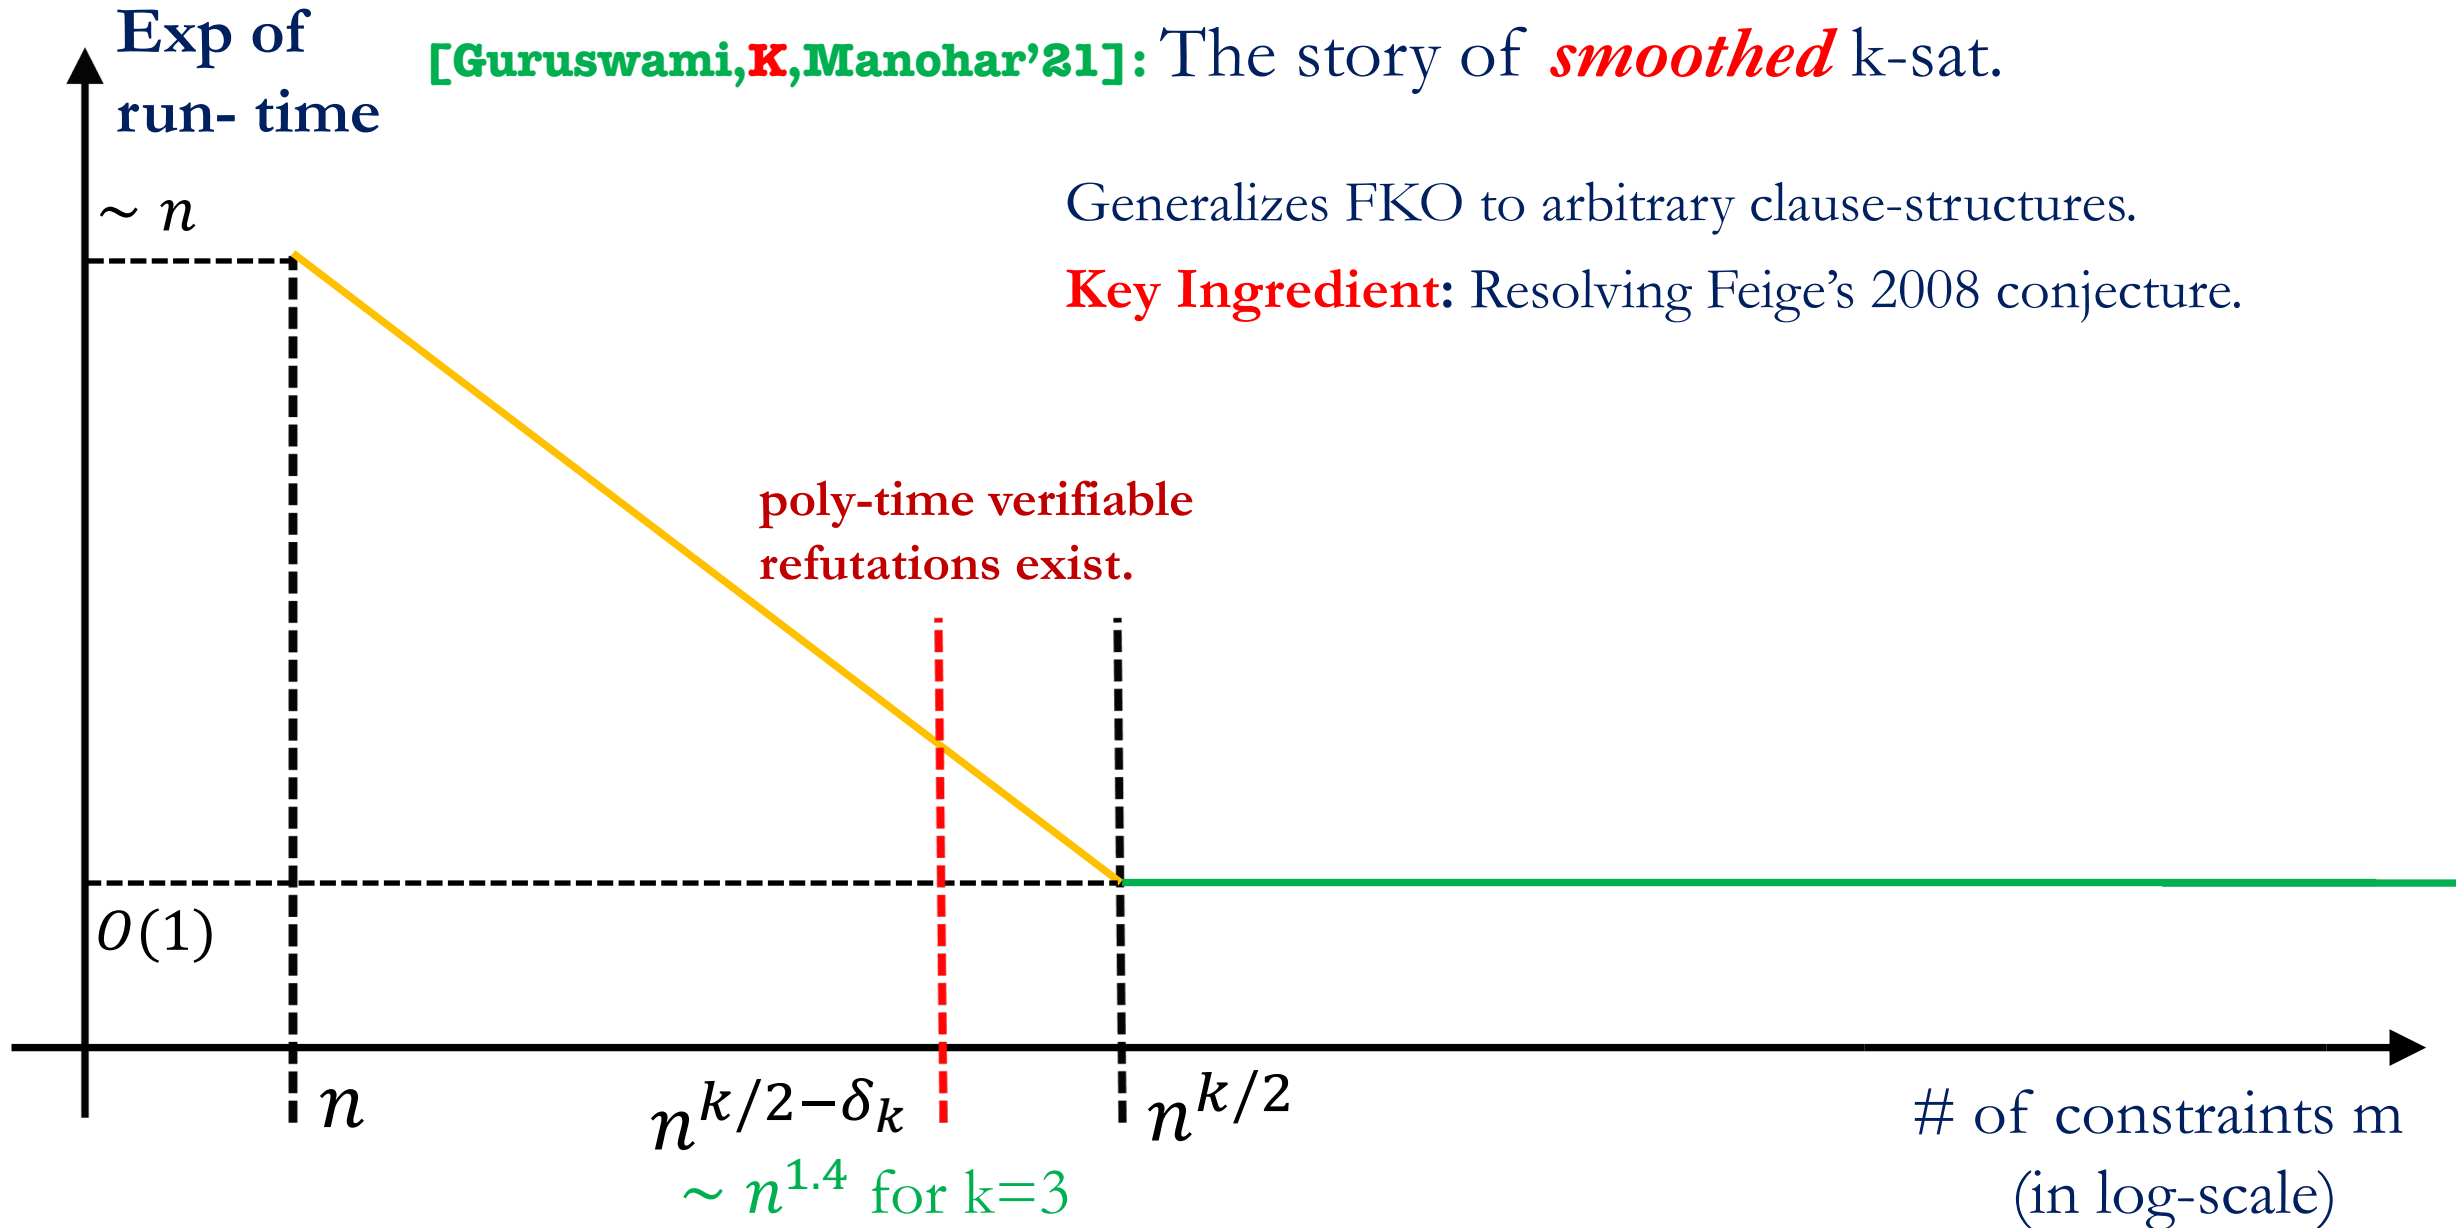 Exp of
run- time
[Guruswami,K,Manohar'21]: The story of smoothed k-sat.
~ n
Generalizes FKO to arbitrary clause-structures.
Key Ingredient: Resolving Feige's 2008 conjecture.
poly-time verifiable
refutations exist.
O(1)
n
n^{k/2−δ_k}
n^{k/2}
~ n^{1.4} for k=3
# of constraints m
(in log-scale)